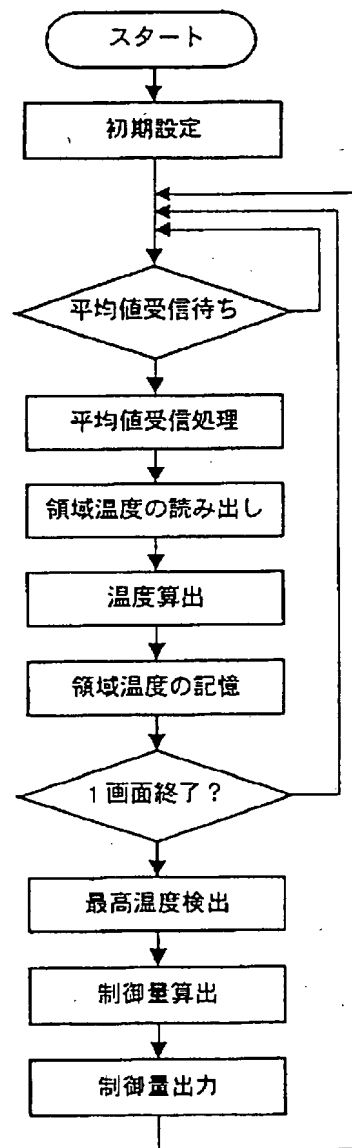 スタート
初期設定
平均値受信待ち
平均値受信処理
領域温度の読み出し
温度算出
領域温度の記憶
1画面終了?
最高温度検出
制御量算出
制御量出力